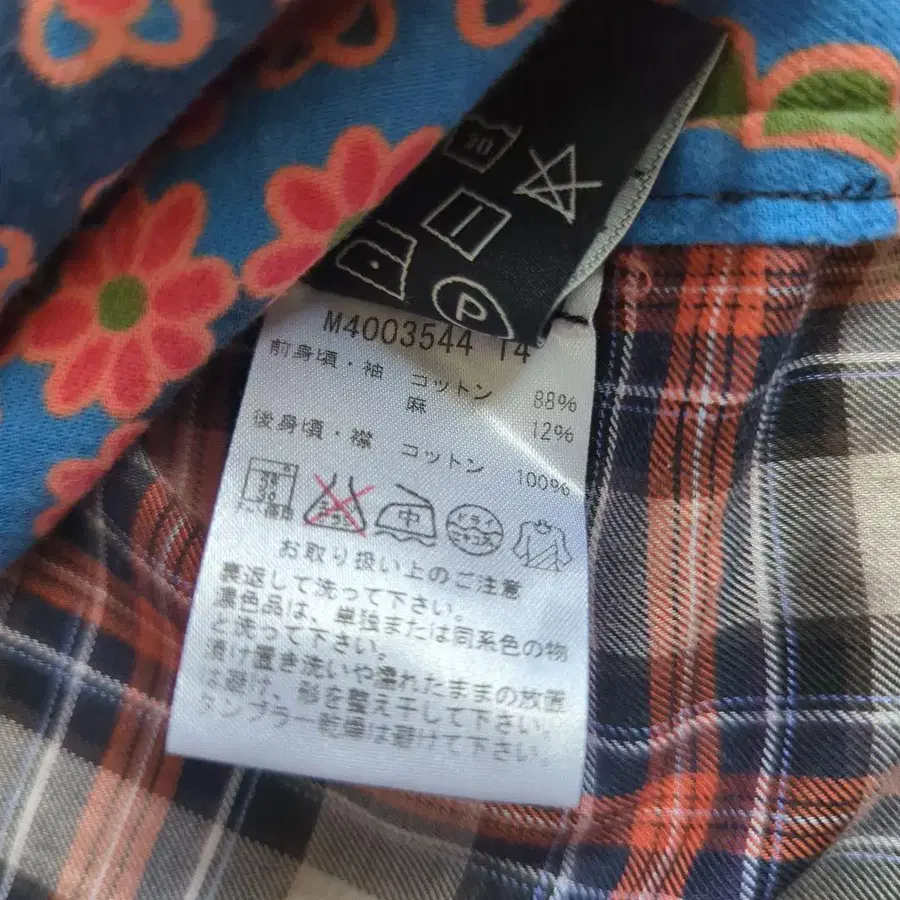 30
P
M4003544 14
前身頃・袖 コットン 88%
麻 12%
後身頃・襟 コットン 100%
中
ドライ
お取り扱い上のご注意
裏返して洗って下さい。
濃色品は、単独または同系色の物
と洗って下さい。
漬け置き洗いや濡れたままの放置
は避け、形を整え干して下さい。
タンブラー乾燥は避けて下さい。